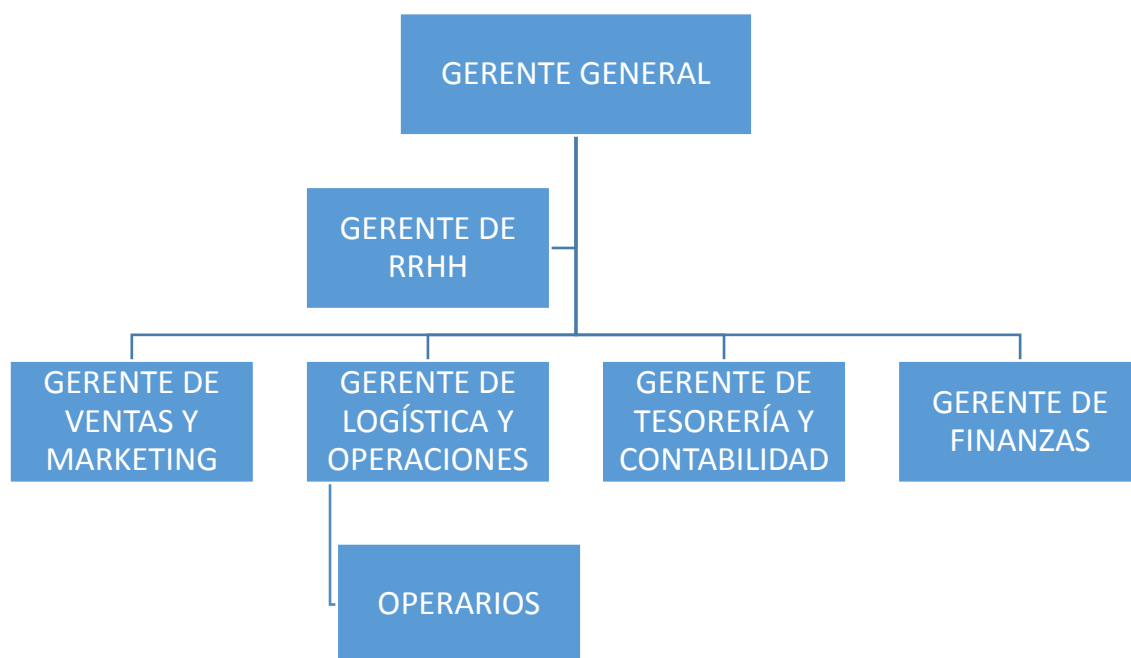 GERENTE GENERAL
GERENTE DE
RRHH
GERENTE DE
VENTAS Y
MARKETING
GERENTE DE
LOGÍSTICA Y
OPERACIONES
GERENTE DE
TESORERÍA Y
CONTABILIDAD
GERENTE DE
FINANZAS
OPERARIOS